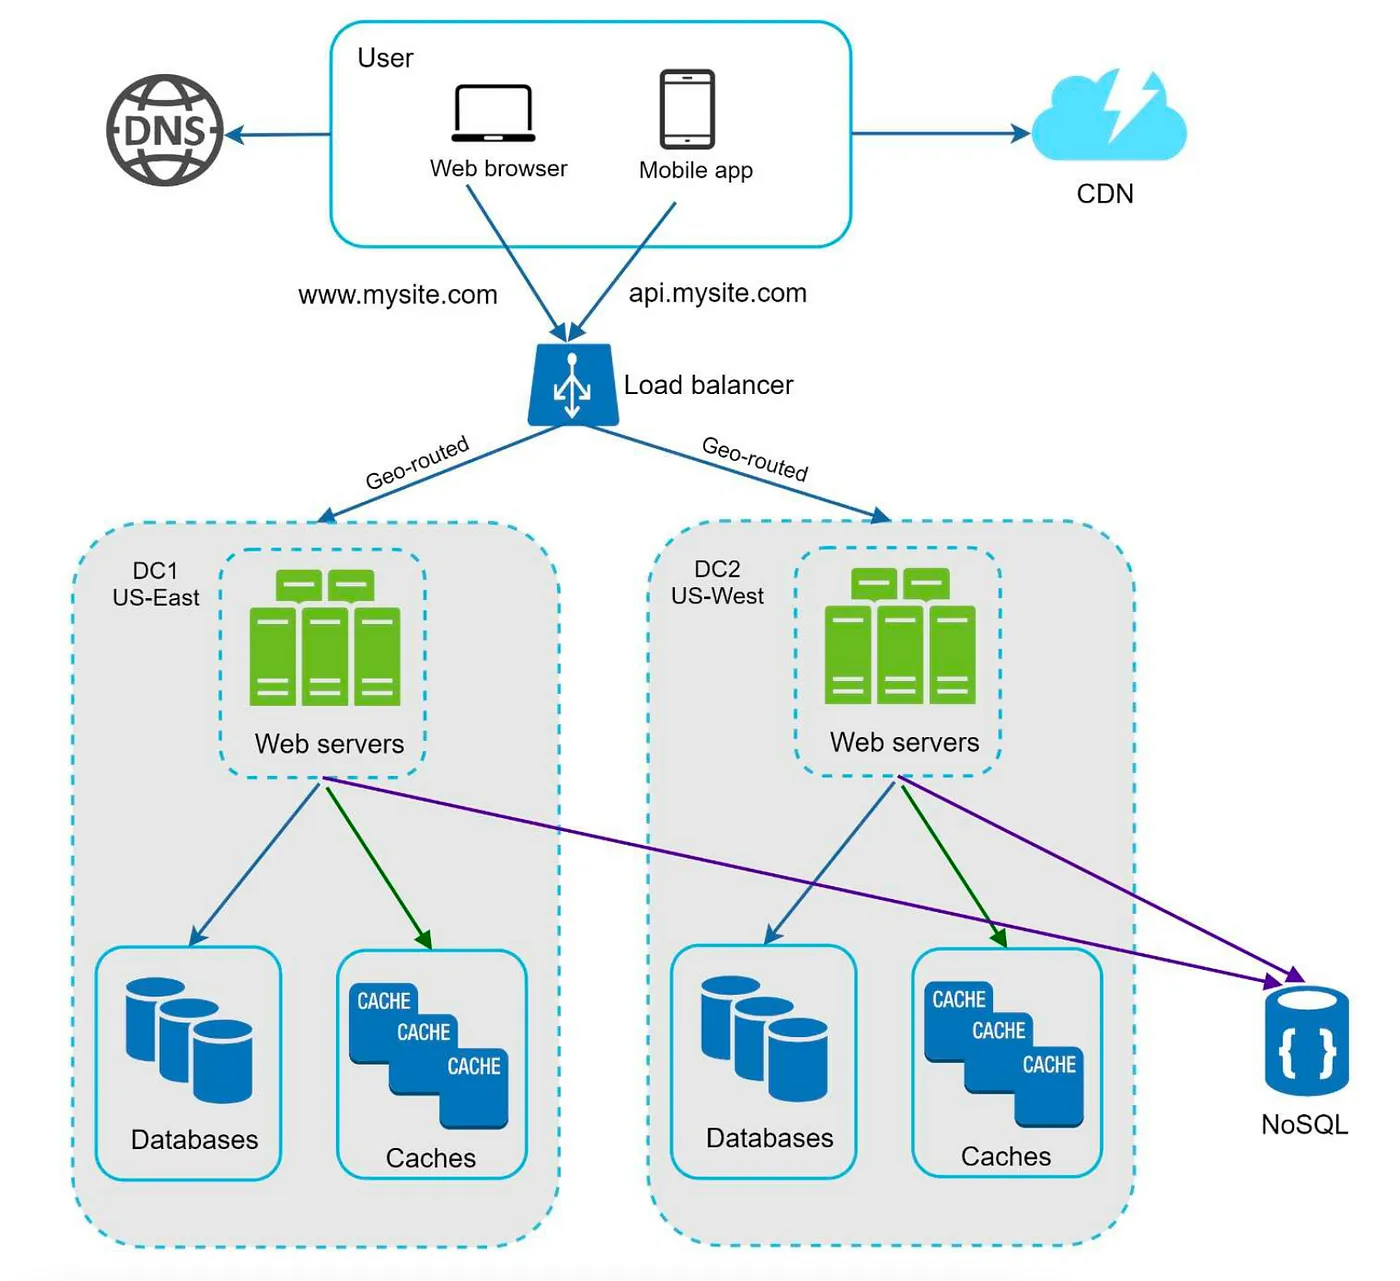 User
DNS
Web browser
Mobile app
CDN
www.mysite.com
api.mysite.com
Load balancer
Geo-routed
Geo-routed
DC1
US-East
DC2
US-West
Web servers
Web servers
CACHE
CACHE
CACHE
CACHE
CACHE
CACHE
{ }
Databases
Caches
Databases
Caches
NoSQL